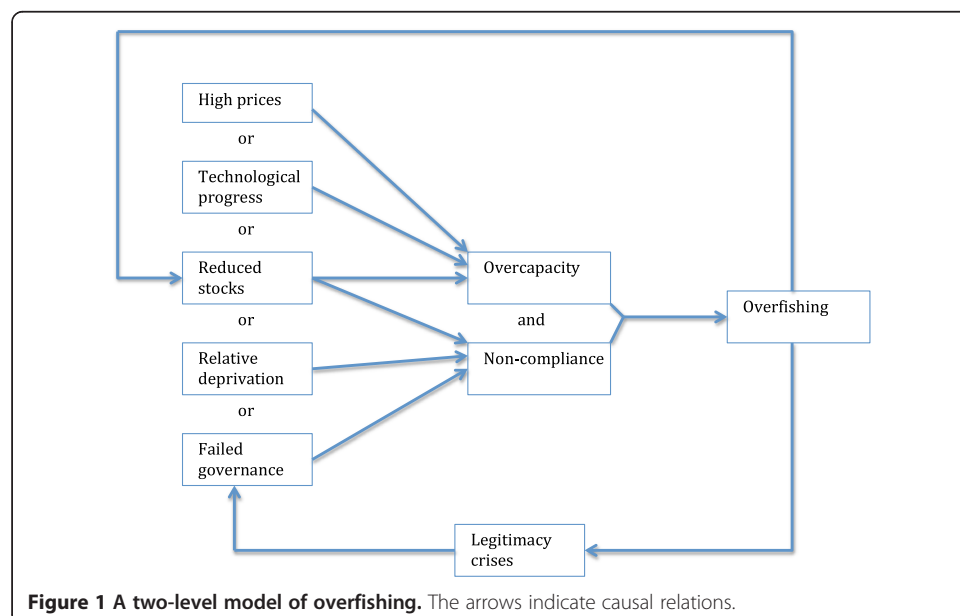 High prices
or
Technological
progress
or
Reduced
stocks
or
Relative
deprivation
or
Failed
governance
Overcapacity
and
Non-compliance
Overfishing
Legitimacy
crises
Figure 1 A two-level model of overfishing. The arrows indicate causal relations.